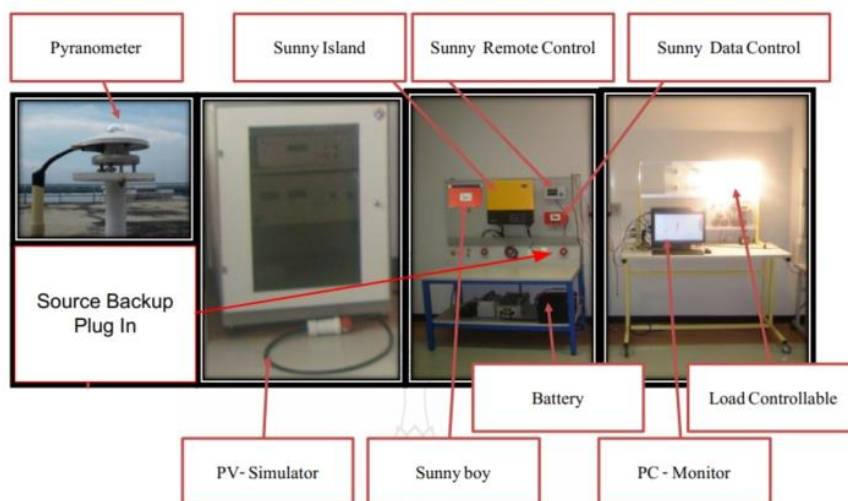 Pyranometer
Sunny Island
Sunny Remote Control
Sunny Data Control
Source Backup
Plug In
Battery
Load Controllable
PV- Simulator
Sunny boy
PC - Monitor